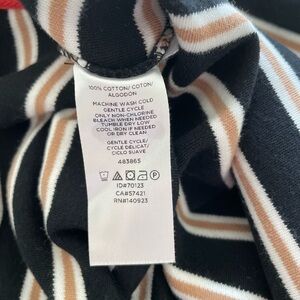 100% COTTON/ COTON/
ALGODON
MACHINE WASH COLD
GENTLE CYCLE
ONLY NON-CHLORINE
BLEACH WHEN NEEDED
TUMBLE DRY LOW
COOL IRON IF NEEDED
OR DRY CLEAN
GENTLE CYCLE/
CYCLE DELICAT/
CICLO SUAVE
483865
ID#70123
CA#57421
RN#140923